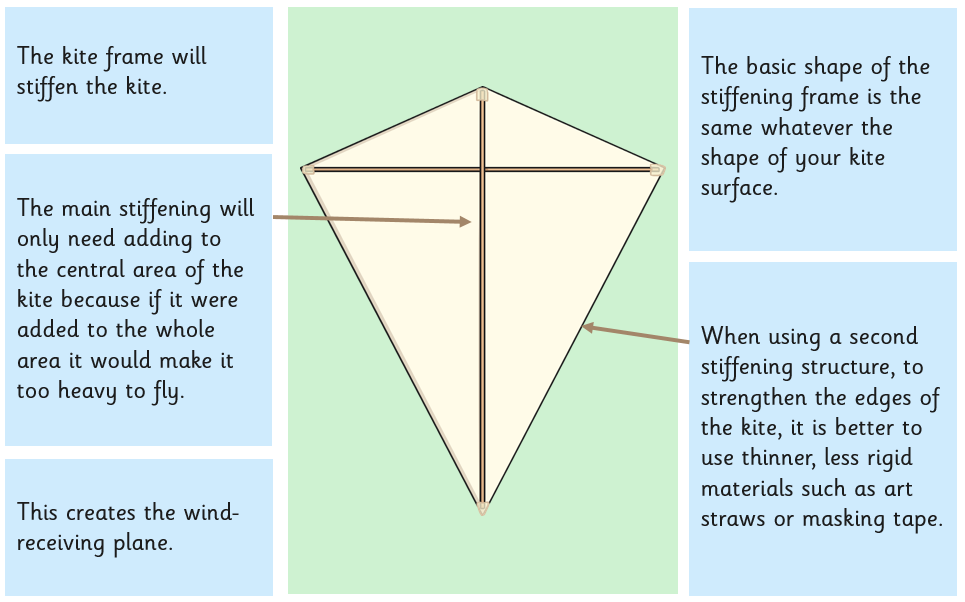 The kite frame will
stiffen the kite.
The main stiffening will
only need adding to
the central area of the
kite because if it were
added to the whole
area it would make it
too heavy to fly.
This creates the wind-
receiving plane.
The basic shape of the
stiffening frame is the
same whatever the
shape of your kite
surface.
When using a second
stiffening structure, to
strengthen the edges of
the kite, it is better to
use thinner, less rigid
materials such as art
straws or masking tape.